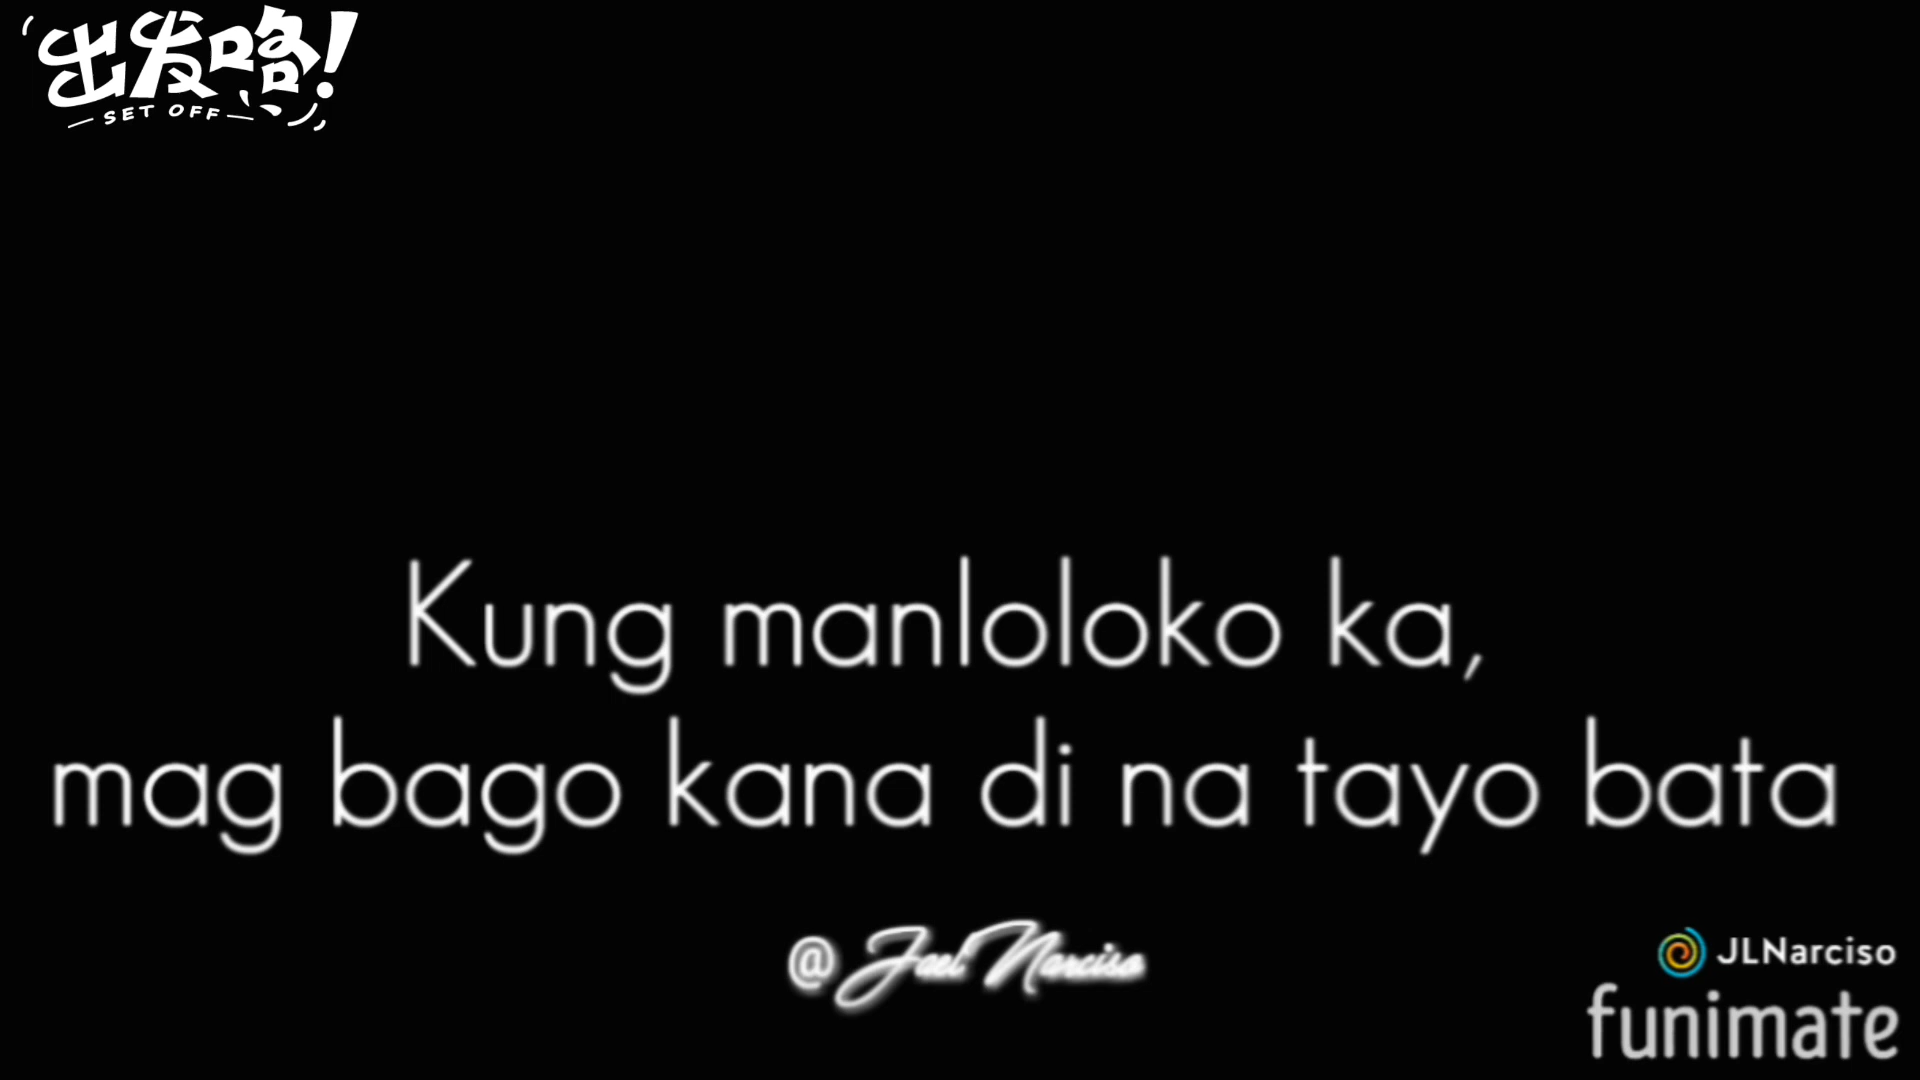 出发咯!
SET OFF
Kung manloloko ka,
mag bago kana di na tayo bata
@Jael Narciso
JLNarciso
funimate